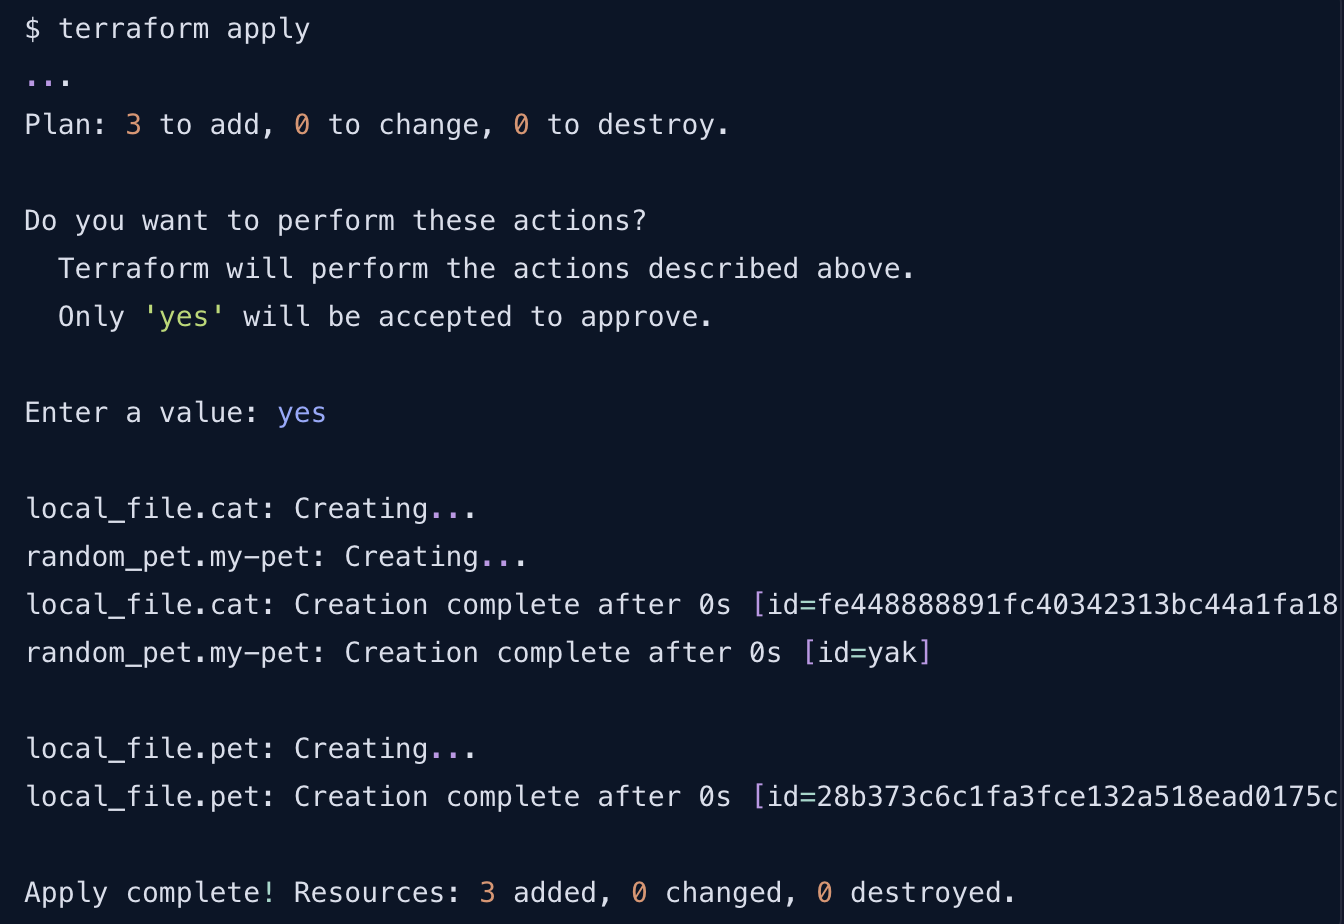 $ terraform apply
...
Plan: 3 to add, 0 to change, 0 to destroy.
Do you want to perform these actions?
Terraform will perform the actions described above.
Only 'yes' will be accepted to approve.
Enter a value: yes
local_file.cat: Creating...
random_pet.my-pet: Creating...
local_file.cat: Creation complete after 0s [id=fe448888891fc40342313bc44a1fa18
random_pet.my-pet: Creation complete after 0s [id=yak]
local_file.pet: Creating...
local_file.pet: Creation complete after 0s [id=28b373c6c1fa3fce132a518ead0175c
Apply complete! Resources: 3 added, 0 changed, 0 destroyed.